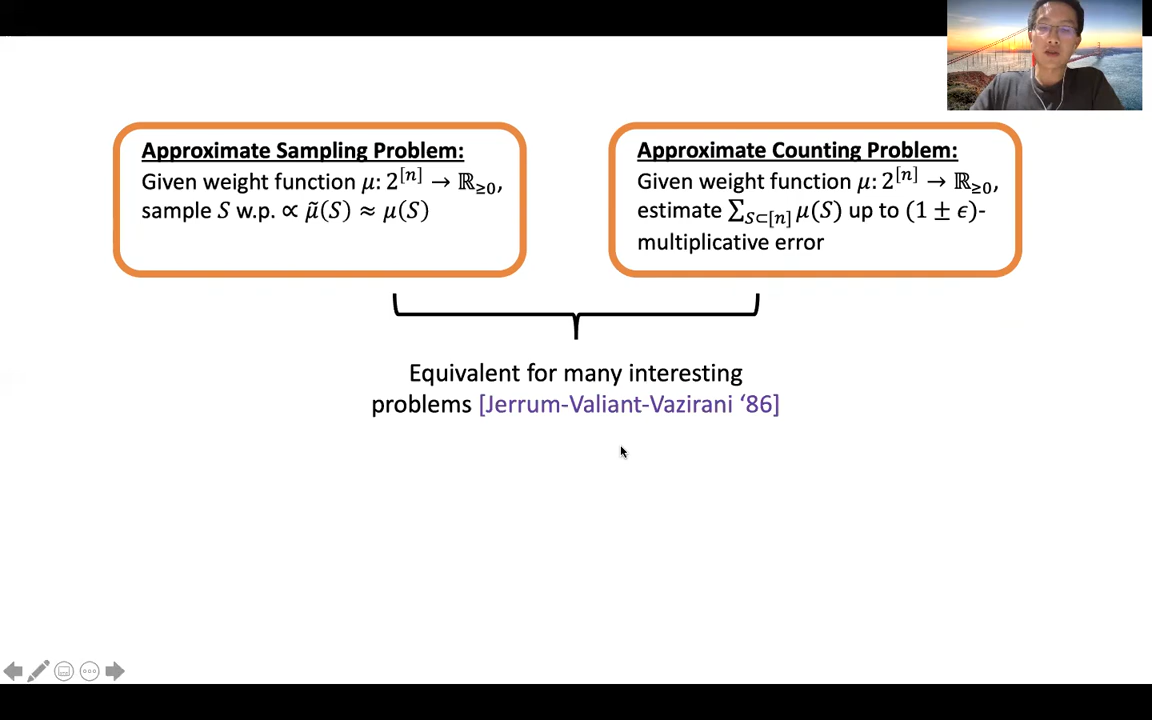 Approximate Sampling Problem:
Given weight function 𝜇: 2^[𝑛] → ℝ≥0,
sample 𝑆 w.p. ∝ 𝜇̃(𝑆) ≈ 𝜇(𝑆)
Approximate Counting Problem:
Given weight function 𝜇: 2^[𝑛] → ℝ≥0,
estimate ∑𝑆⊂[𝑛] 𝜇(𝑆) up to (1 ± 𝜖)-
multiplicative error
Equivalent for many interesting
problems [Jerrum-Valiant-Vazirani ‘86]